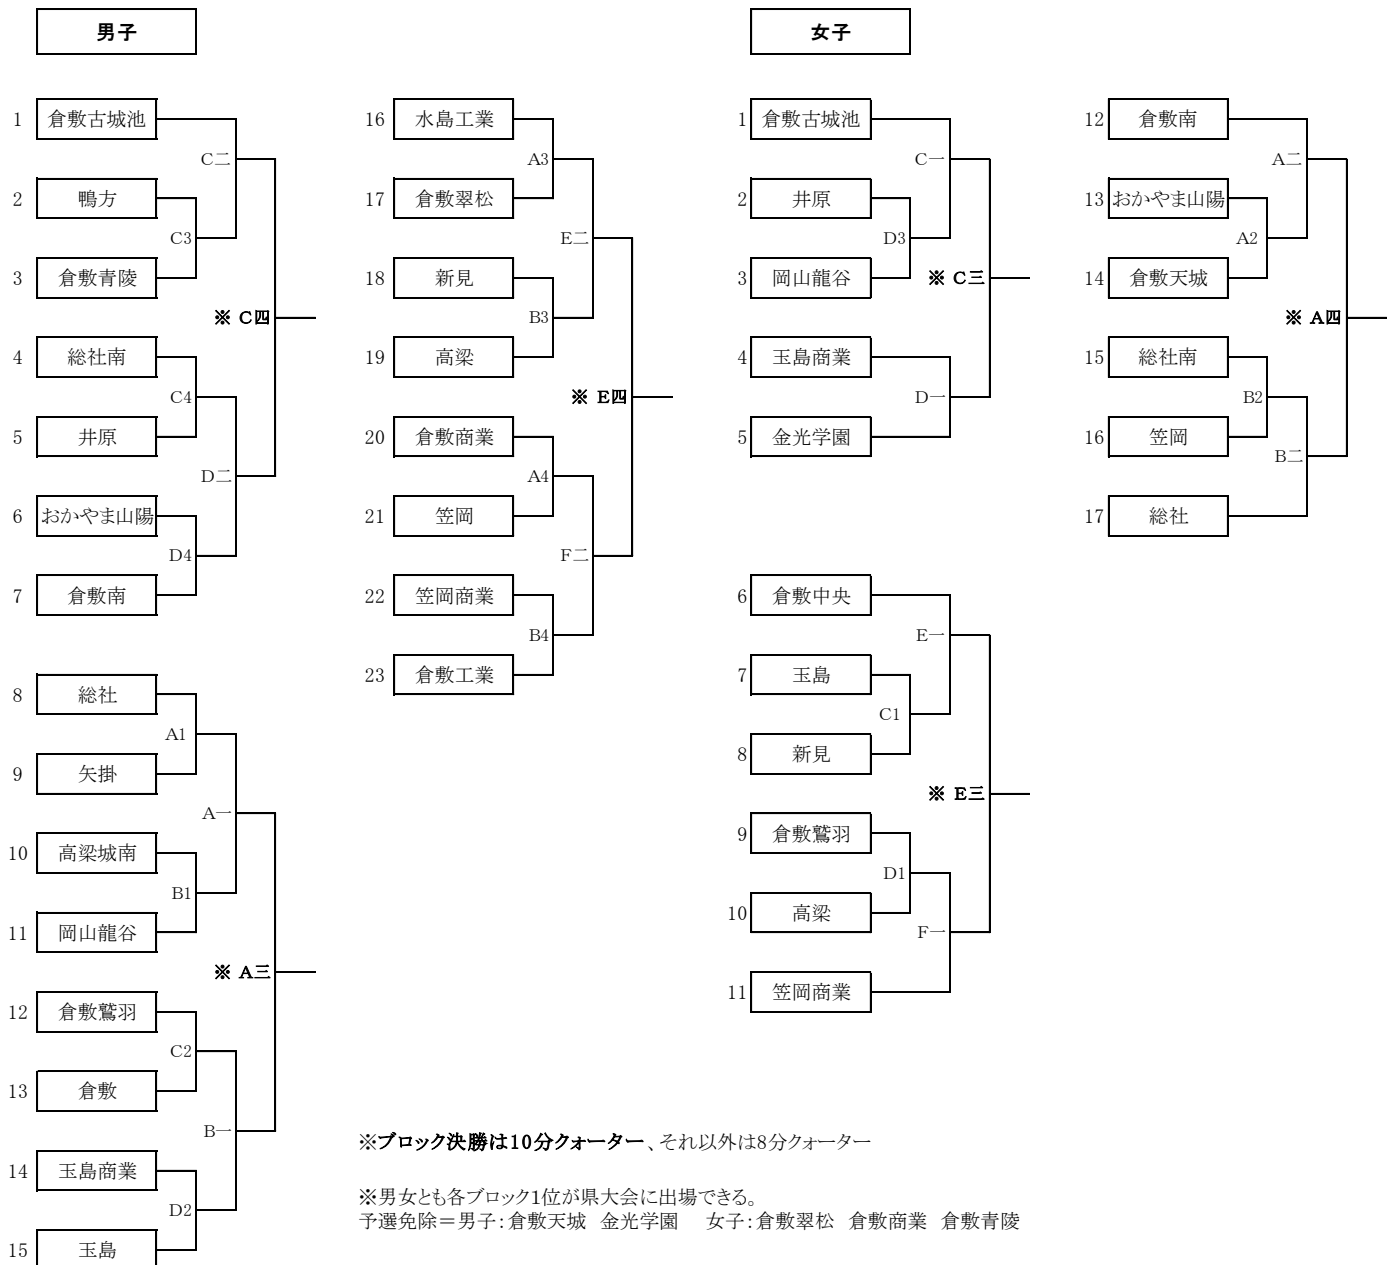 男子
1 倉敷古城池
C二
2 鴨方
C3
3 倉敷青陵
※ C四
4 総社南
C4
5 井原
D二
6 おかやま山陽
D4
7 倉敷南
8 総社
A1
9 矢掛
A一
10 高梁城南
B1
11 岡山龍谷
※ A三
12 倉敷鷲羽
C2
13 倉敷
B一
14 玉島商業
D2
15 玉島
16 水島工業
A3
17 倉敷翠松
E二
18 新見
B3
19 高梁
※ E四
20 倉敷商業
A4
21 笠岡
F二
22 笠岡商業
B4
23 倉敷工業
女子
1 倉敷古城池
C一
2 井原
D3
3 岡山龍谷
※ C三
4 玉島商業
D一
5 金光学園
6 倉敷中央
E一
7 玉島
C1
8 新見
※ E三
9 倉敷鷲羽
D1
10 高梁
F一
11 笠岡商業
12 倉敷南
A二
13 おかやま山陽
A2
14 倉敷天城
※ A四
15 総社南
B2
16 笠岡
B二
17 総社
※ブロック決勝は10分クォーター、それ以外は8分クォーター
※男女とも各ブロック1位が県大会に出場できる。
予選免除＝男子：倉敷天城 金光学園 女子：倉敷翠松 倉敷商業 倉敷青陵